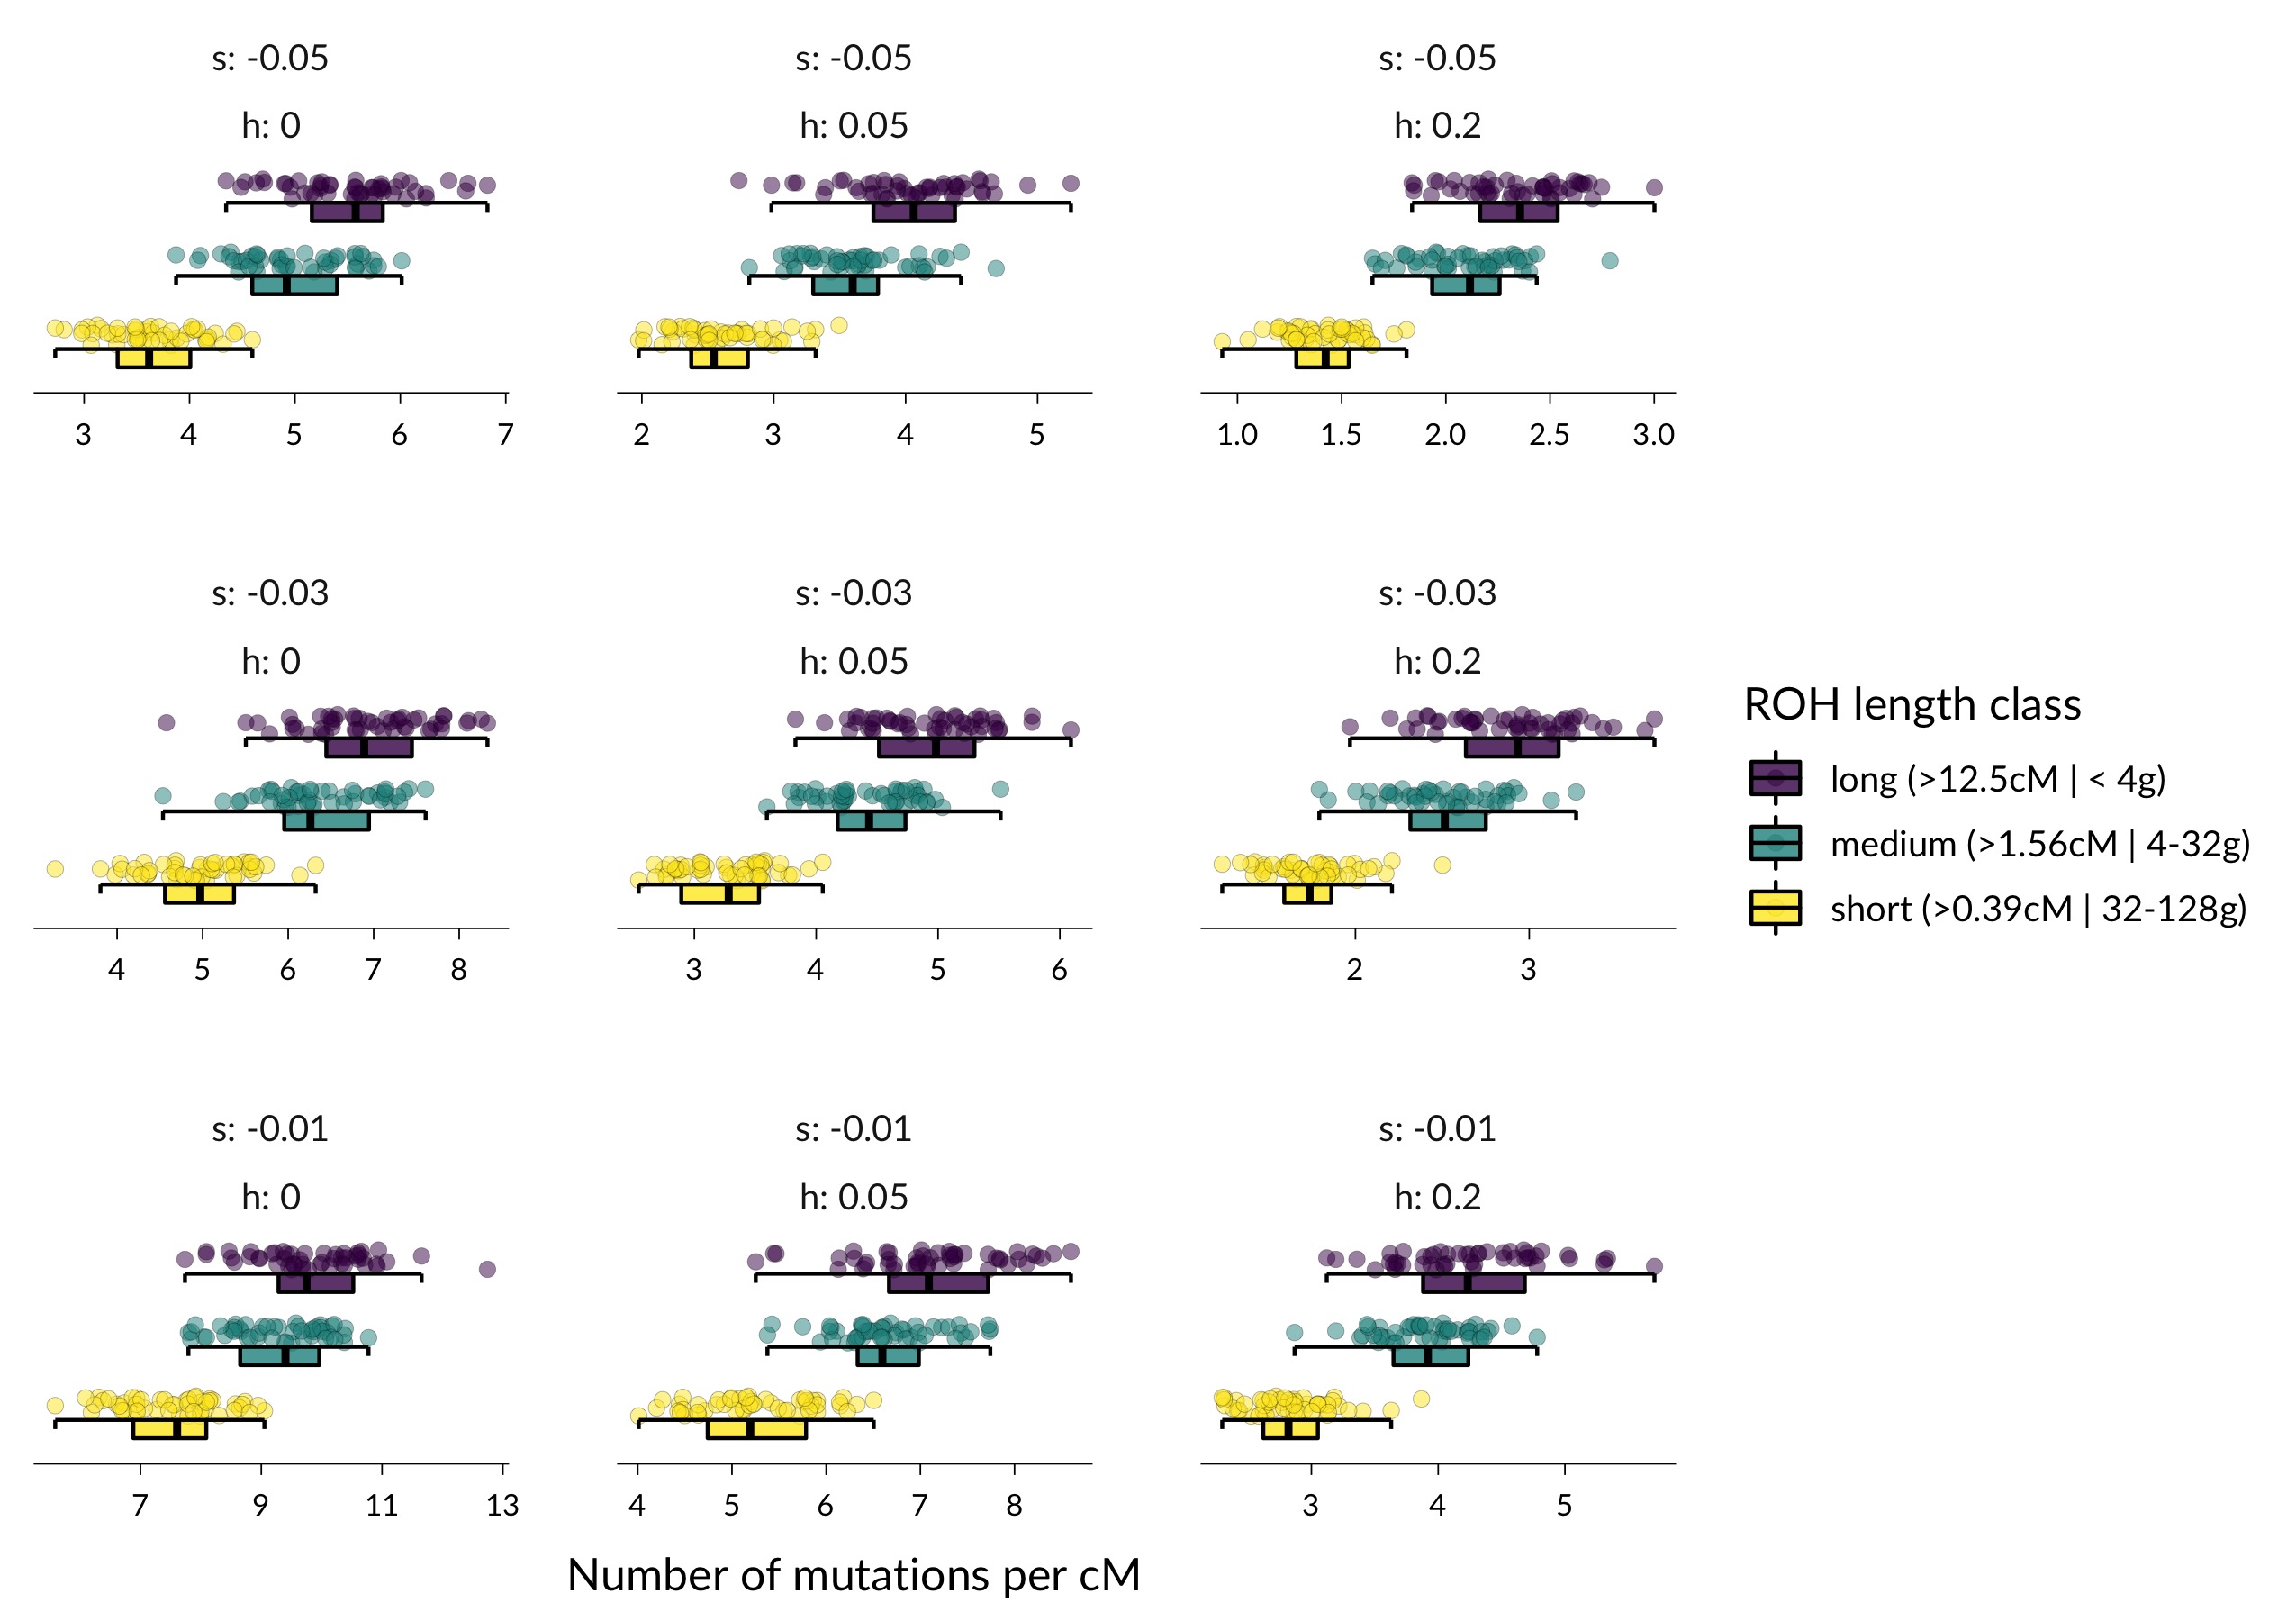 s: -0.05 s: -0.05 s: -0.05
h: 0 h: 0.05 h: 0.2
3 4 5 6 7 2 3 4 5 1.0 1.5 2.0 2.5 3.0
s: -0.03 s: -0.03 s: -0.03
h: 0 h: 0.05 h: 0.2
4 5 6 7 8 3 4 5 6 2 3
ROH length class
long (>12.5cM | < 4g)
medium (>1.56cM | 4-32g)
short (>0.39cM | 32-128g)
s: -0.01 s: -0.01 s: -0.01
h: 0 h: 0.05 h: 0.2
7 9 11 13 4 5 6 7 8 3 4 5
Number of mutations per cM